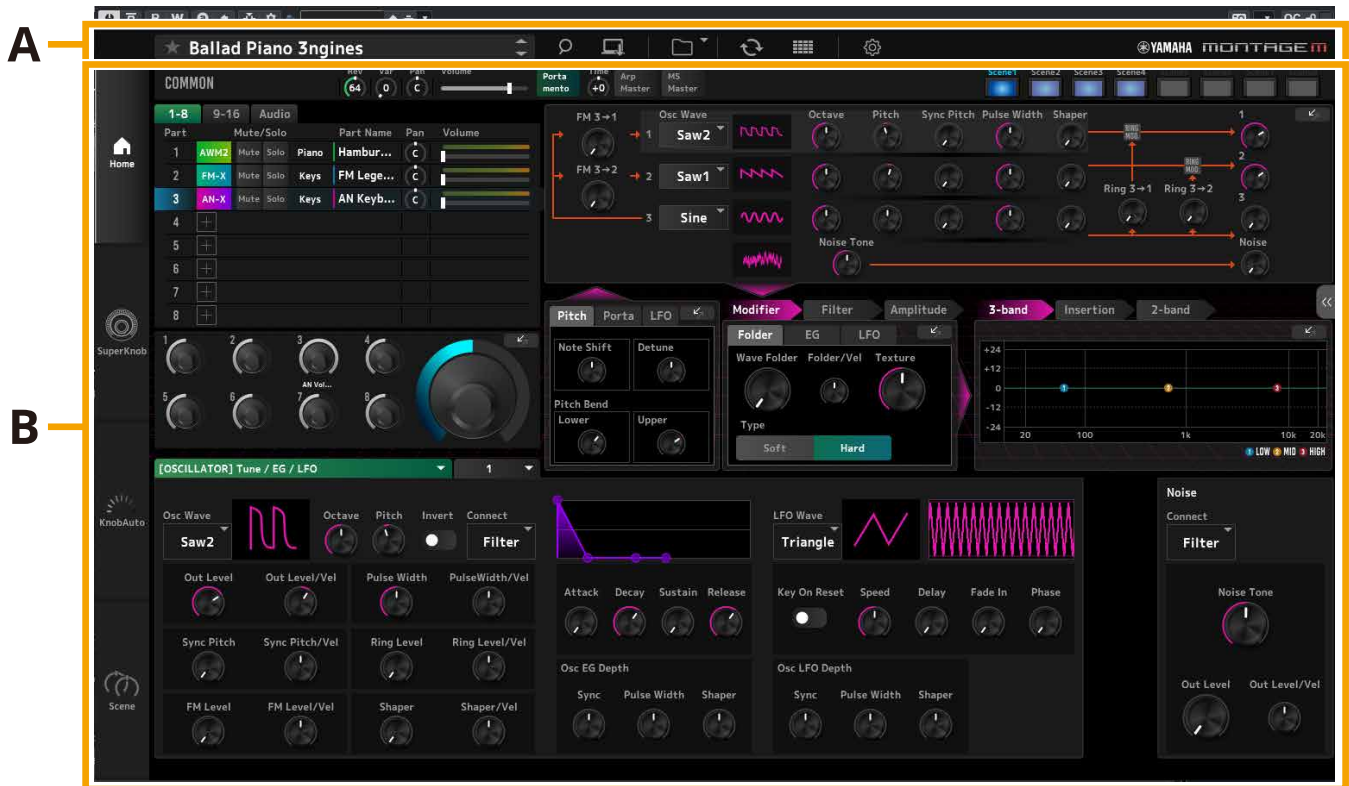 A
Ballad Piano 3ngines
YAMAHA MONTAGE M
B
COMMON
Rev Var Pan Volume
64 0 C
Porta mento
Time +0
Arp Master
MS Master
Scene1 Scene2 Scene3 Scene4
Home
1-8 9-16 Audio
Part Mute/Solo Part Name Pan Volume
1 AWM2 Mute Solo Piano Hambur... C
2 FM-X Mute Solo Keys FM Lege... C
3 AN-X Mute Solo Keys AN Keyb... C
4 +
5 +
6 +
7 +
8 +
FM 3→1 Osc Wave Octave Pitch Sync Pitch Pulse Width Shaper 1
1 Saw2
RING MOD
FM 3→2 2 Saw1
RING MOD
2
Ring 3→1 Ring 3→2
3 Sine
3
Noise Tone Noise
SuperKnob
1 2 3 4
AN Vol...
5 6 7 8
Pitch Porta LFO
Note Shift Detune
Pitch Bend
Lower Upper
Modifier Filter Amplitude
Folder EG LFO
Wave Folder Folder/Vel Texture
Type
Soft Hard
3-band Insertion 2-band
+24
+12
0
-12
-24
1 2 3
20 100 1k 10k 20k
1 LOW 2 MID 3 HIGH
KnobAuto
[OSCILLATOR] Tune / EG / LFO 1
Osc Wave Octave Pitch Invert Connect
Saw2 Filter
Out Level Out Level/Vel Pulse Width PulseWidth/Vel
Sync Pitch Sync Pitch/Vel Ring Level Ring Level/Vel
FM Level FM Level/Vel Shaper Shaper/Vel
Attack Decay Sustain Release
Osc EG Depth
Sync Pulse Width Shaper
LFO Wave
Triangle
Key On Reset Speed Delay Fade In Phase
Osc LFO Depth
Sync Pulse Width Shaper
Noise
Connect
Filter
Noise Tone
Out Level Out Level/Vel
Scene